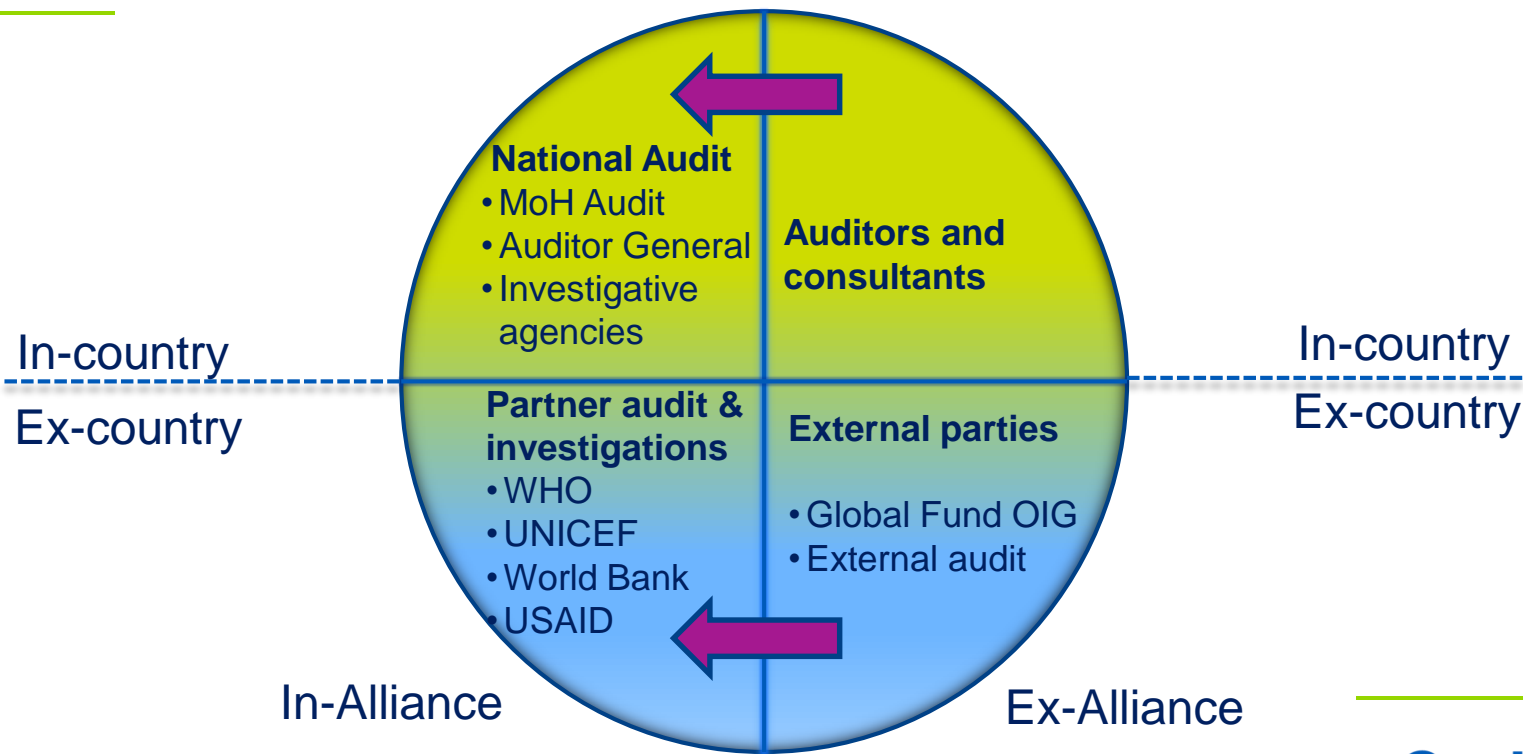 National Audit
• MoH Audit
• Auditor General
• Investigative
agencies
Auditors and
consultants
In-country
Ex-country
In-country
Ex-country
Partner audit &
investigations
• WHO
• UNICEF
• World Bank
• USAID
External parties
• Global Fund OIG
• External audit
In-Alliance
Ex-Alliance